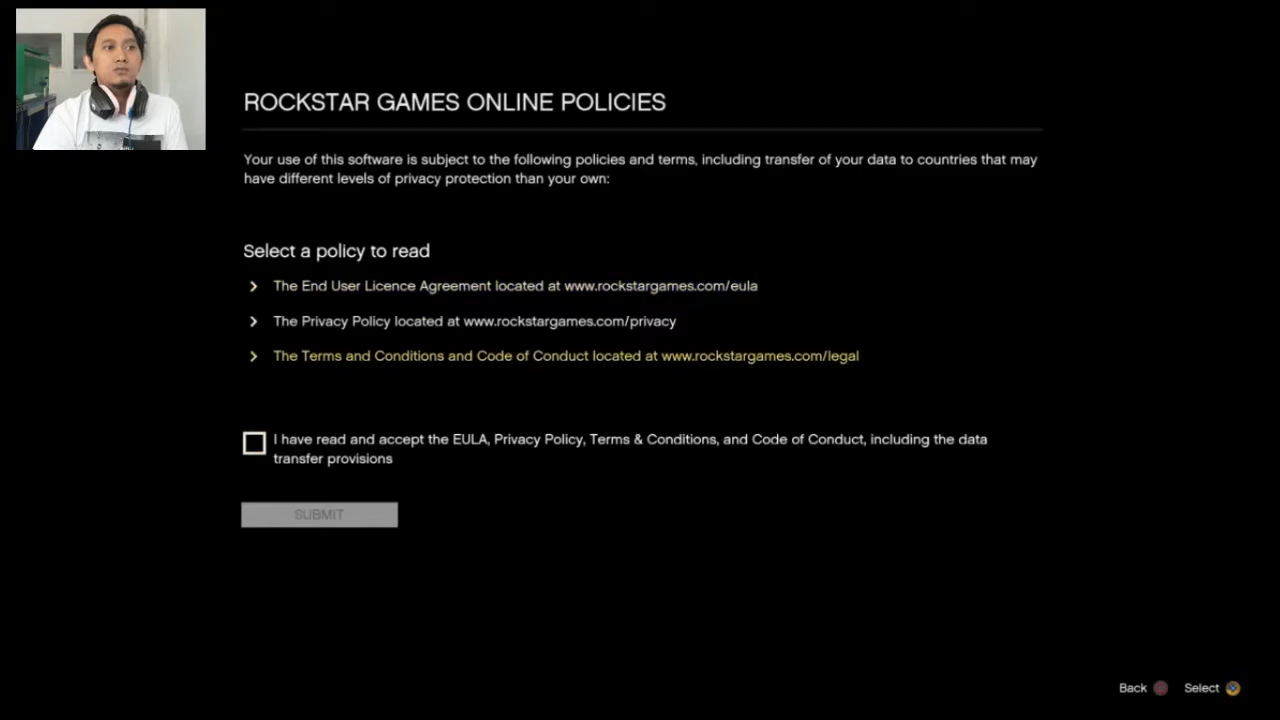 ROCKSTAR GAMES ONLINE POLICIES
Your use of this software is subject to the following policies and terms, including transfer of your data to countries that may
have different levels of privacy protection than your own:
Select a policy to read
The End User Licence Agreement located at www.rockstargames.com/eula
The Privacy Policy located at www.rockstargames.com/privacy
The Terms and Conditions and Code of Conduct located at www.rockstargames.com/legal
I have read and accept the EULA, Privacy Policy, Terms & Conditions, and Code of Conduct, including the data
transfer provisions
SUBMIT
Back Select